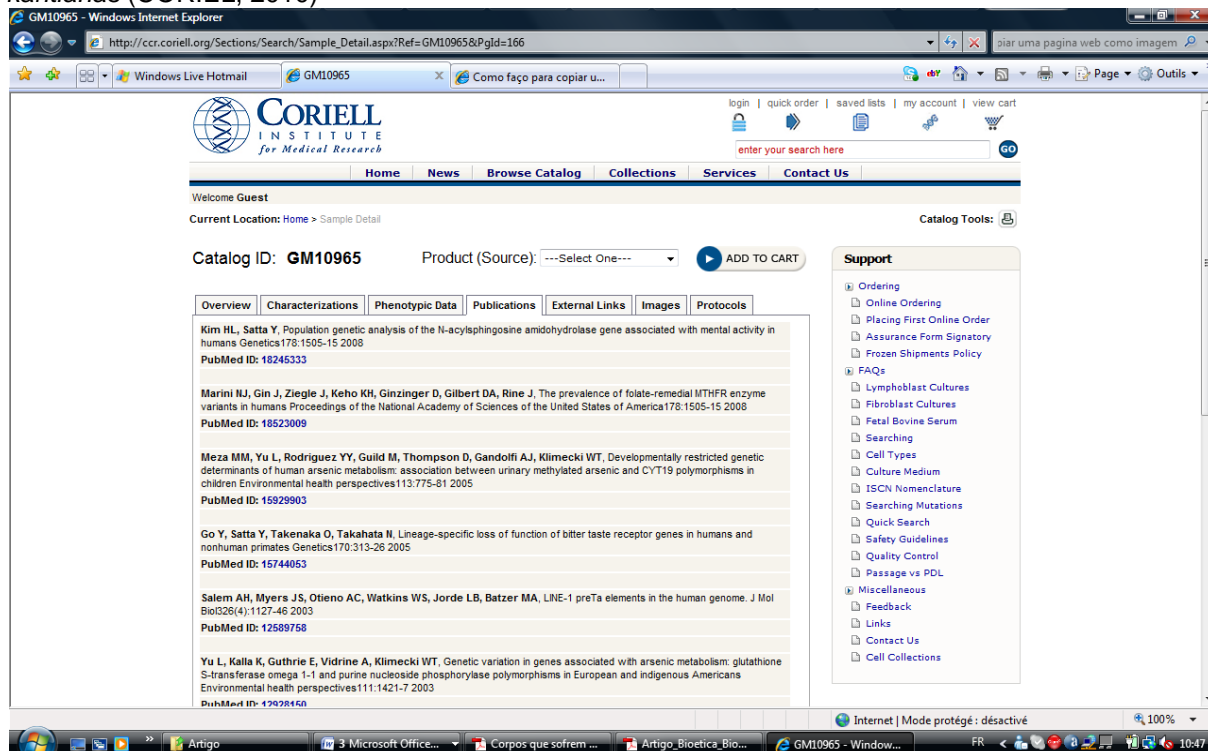 (CORIELL, 2010)
GM10965 - Windows Internet Explorer
http://ccr.coriell.org/Sections/Search/Sample_Detail.aspx?Ref=GM10965&PgId=166
piar uma pagina web como imagem
Windows Live Hotmail
GM10965
Como faço para copiar u...
Page
Outils
CORIELL
INSTITUTE
for Medical Research
login | quick order | saved lists | my account | view cart
enter your search here
GO
Home
News
Browse Catalog
Collections
Services
Contact Us
Welcome Guest
Current Location: Home > Sample Detail
Catalog Tools:
Catalog ID: GM10965
Product (Source):
---Select One---
ADD TO CART
Overview
Characterizations
Phenotypic Data
Publications
External Links
Images
Protocols
Kim HL, Satta Y, Population genetic analysis of the N-acylsphingosine amidohydrolase gene associated with mental activity in
humans Genetics178:1505-15 2008
PubMed ID: 18245333
Marini NJ, Gin J, Ziegle J, Keho KH, Ginzinger D, Gilbert DA, Rine J, The prevalence of folate-remedial MTHFR enzyme
variants in humans Proceedings of the National Academy of Sciences of the United States of America178:1505-15 2008
PubMed ID: 18523009
Meza MM, Yu L, Rodriguez YY, Guild M, Thompson D, Gandolfi AJ, Klimecki WT, Developmentally restricted genetic
determinants of human arsenic metabolism: association between urinary methylated arsenic and CYT19 polymorphisms in
children Environmental health perspectives113:775-81 2005
PubMed ID: 15929903
Go Y, Satta Y, Takenaka O, Takahata N, Lineage-specific loss of function of bitter taste receptor genes in humans and
nonhuman primates Genetics170:313-26 2005
PubMed ID: 15744053
Salem AH, Myers JS, Otieno AC, Watkins WS, Jorde LB, Batzer MA, LINE-1 preTa elements in the human genome. J Mol
Biol326(4):1127-46 2003
PubMed ID: 12589758
Yu L, Kalla K, Guthrie E, Vidrine A, Klimecki WT, Genetic variation in genes associated with arsenic metabolism: glutathione
S-transferase omega 1-1 and purine nucleoside phosphorylase polymorphisms in European and indigenous Americans
Environmental health perspectives111:1421-7 2003
PubMed ID: 12928150
Support
Ordering
Online Ordering
Placing First Online Order
Assurance Form Signatory
Frozen Shipments Policy
FAQs
Lymphoblast Cultures
Fibroblast Cultures
Fetal Bovine Serum
Searching
Cell Types
Culture Medium
ISCN Nomenclature
Searching Mutations
Quick Search
Safety Guidelines
Quality Control
Passage vs PDL
Miscellaneous
Feedback
Links
Contact Us
Cell Collections
Internet | Mode protégé : désactivé
100%
Artigo
3 Microsoft Office...
Corpos que sofrem ...
Artigo_Bioetica_Bio...
GM10965 - Window...
FR
10:47